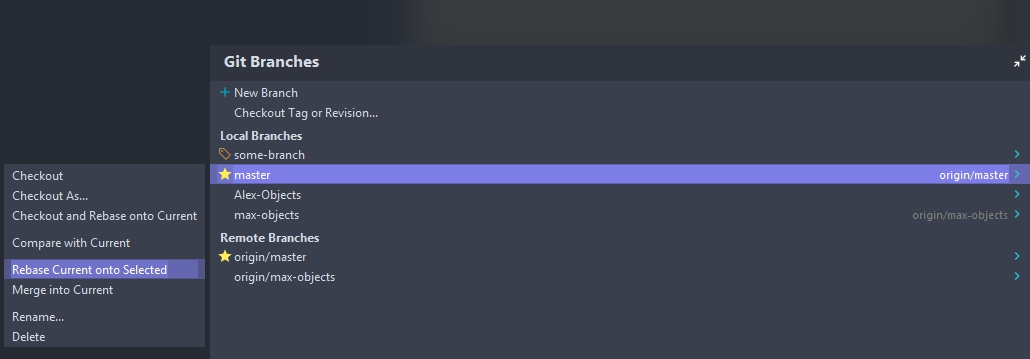 Git Branches
+ New Branch
Checkout Tag or Revision...
Local Branches
some-branch
master origin/master
Alex-Objects
max-objects origin/max-objects
Remote Branches
origin/master
origin/max-objects
Checkout
Checkout As...
Checkout and Rebase onto Current
Compare with Current
Rebase Current onto Selected
Merge into Current
Rename...
Delete